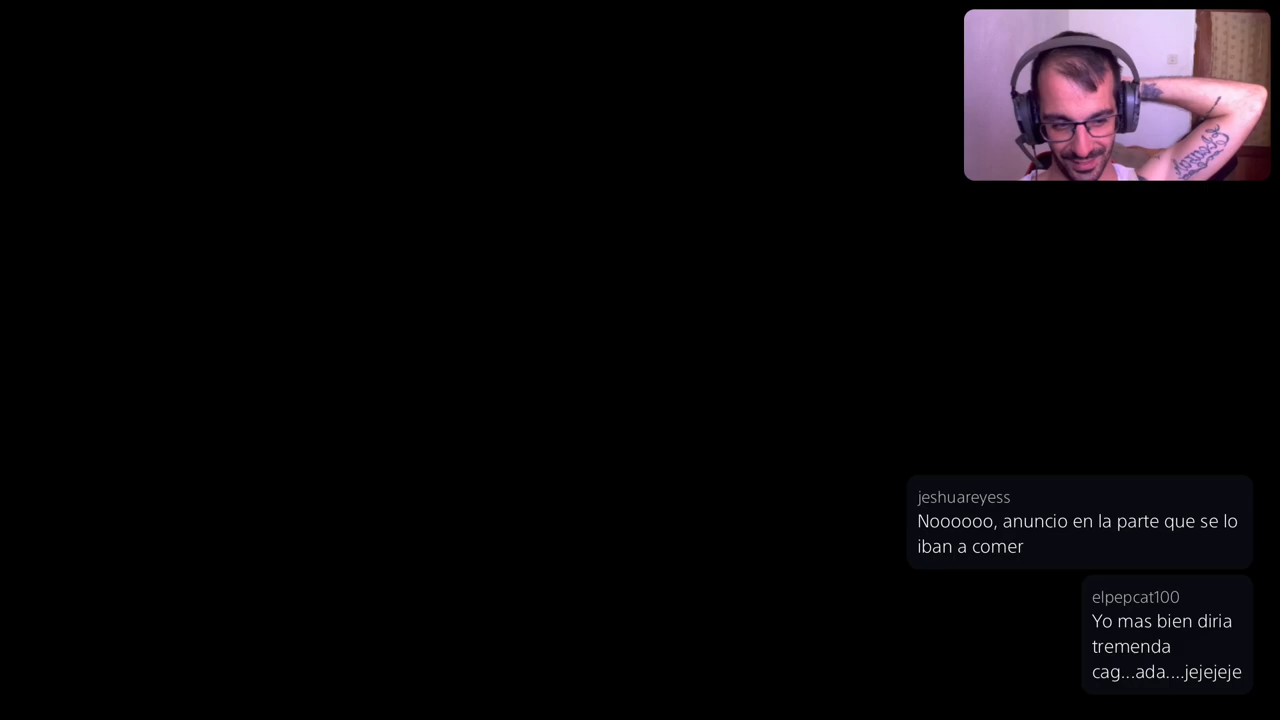 jeshuareyess
Noooooo, anuncio en la parte que se lo
iban a comer
elpepcat100
Yo mas bien diria
tremenda
cag...ada....jejejeje